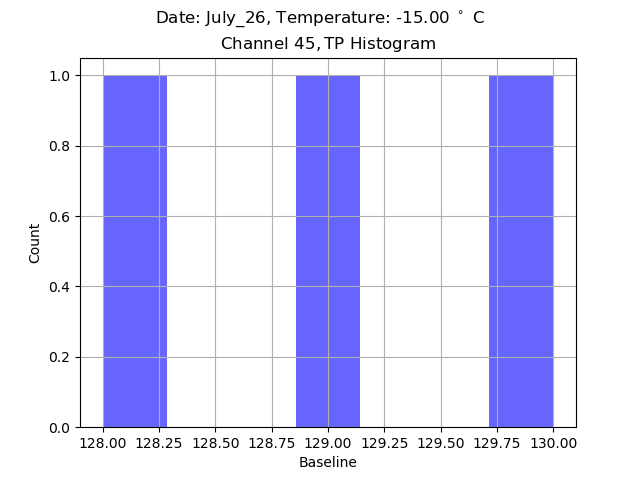 Date: July_26, Temperature: -15.00 ° C
Channel 45, TP Histogram
1.0
0.8
0.6
0.4
0.2
0.0
Count
128.00 128.25 128.50 128.75 129.00 129.25 129.50 129.75 130.00
Baseline